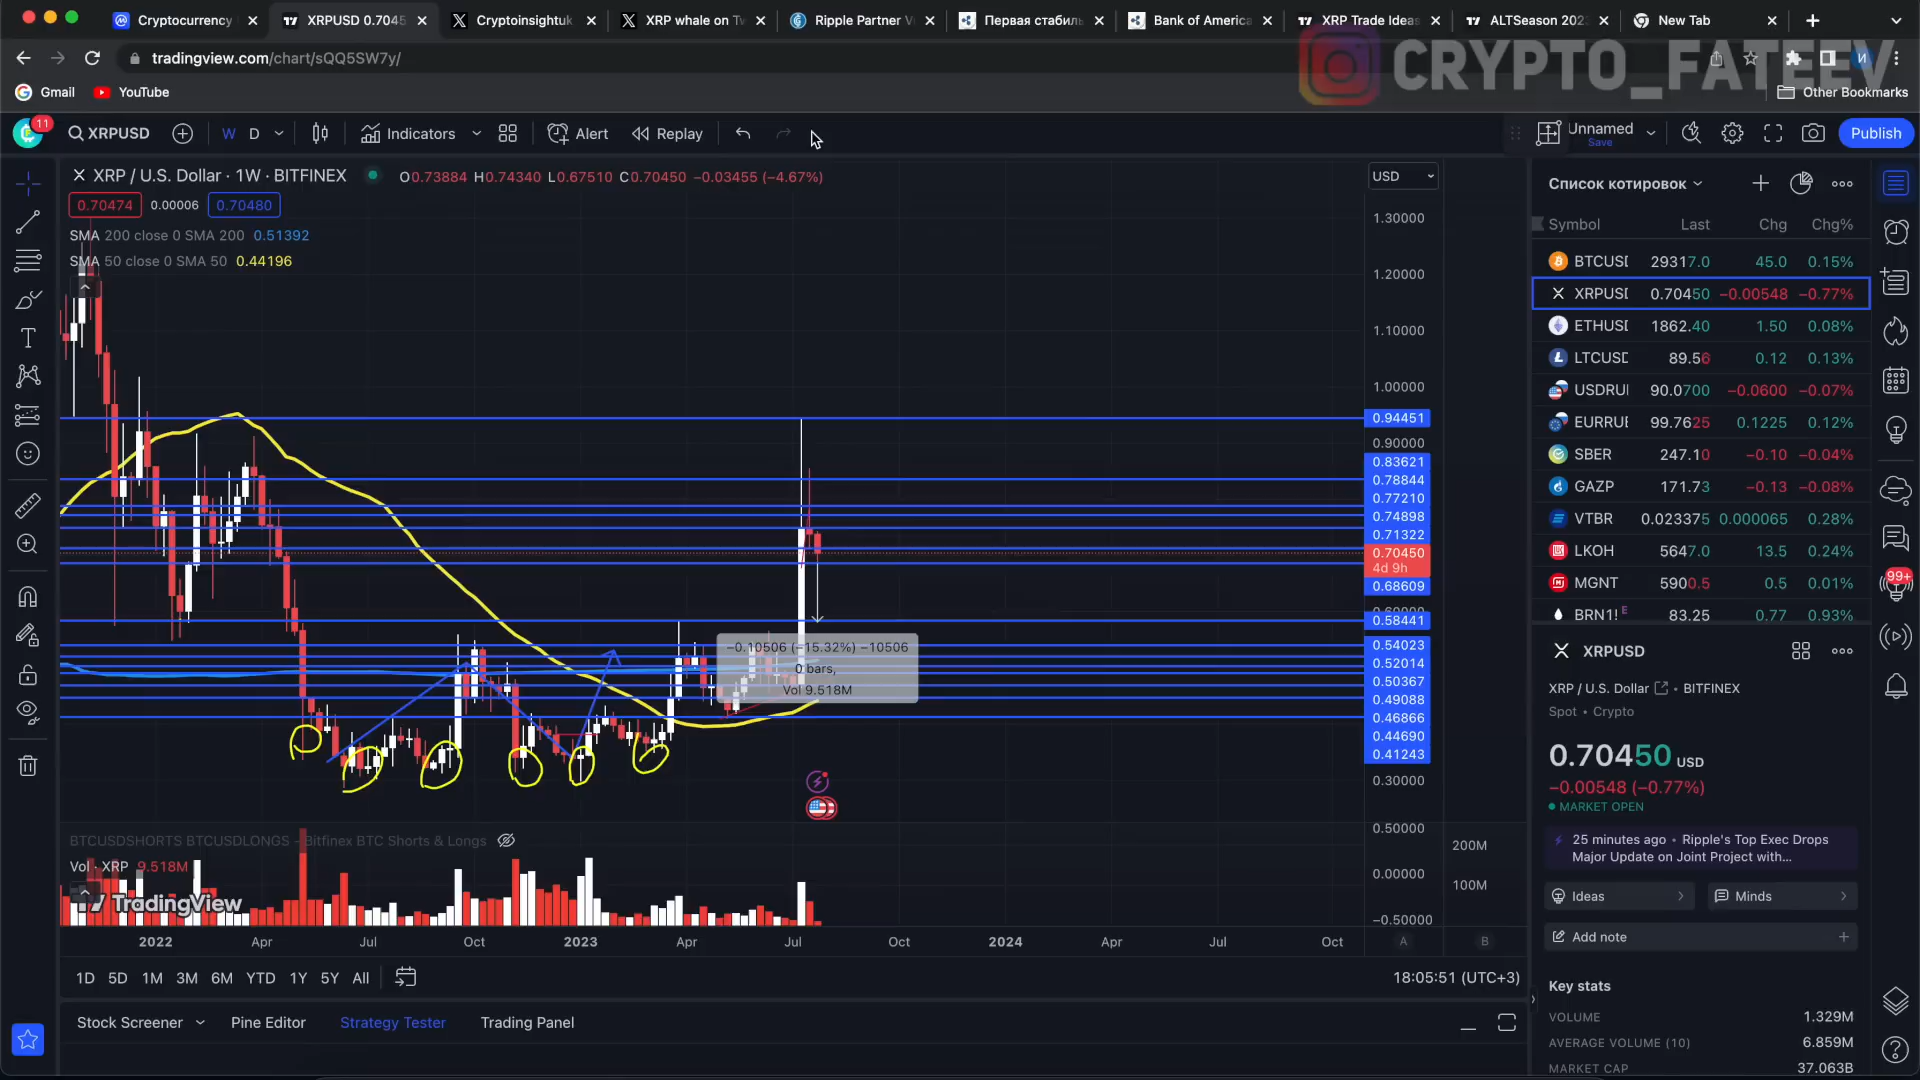 Cryptocurrency
XRPUSD 0.7045
Cryptoinsightuk
XRP whale on Tw
Ripple Partner V
Первая стабиль
Bank of America
XRP Trade Ideas
ALTSeason 202
New Tab
tradingview.com/chart/sQQ5SW7y/
CRYPTO_FATEEV
Gmail
YouTube
Other Bookmarks
11
XRPUSD
W
D
Indicators
Alert
Replay
Unnamed
Save
Publish
XRP / U.S. Dollar · 1W · BITFINEX
O0.73884 H0.74340 L0.67510 C0.70450 −0.03455 (−4.67%)
0.70474
0.00006
0.70480
SMA 200 close 0 SMA 200 0.51392
SMA 50 close 0 SMA 50 0.44196
USD
1.30000
1.20000
1.10000
1.00000
0.94451
0.90000
0.83621
0.78844
0.77210
0.74898
0.71322
0.70450
4d 9h
0.68609
0.60000
0.58441
0.54023
0.52014
0.50367
0.49088
0.46866
0.44690
0.41243
0.30000
−0.10506 (−15.32%) −10506
0 bars,
Vol 9.518M
BTCUSDSHORTS BTCUSDLONGS - Bitfinex BTC Shorts & Longs
Vol · XRP 9.518M
TradingView
0.50000
0.00000
−0.50000
200M
100M
2022
Apr
Jul
Oct
2023
Apr
Jul
Oct
2024
Apr
Jul
Oct
A
B
1D
5D
1M
3M
6M
YTD
1Y
5Y
All
18:05:51 (UTC+3)
Stock Screener
Pine Editor
Strategy Tester
Trading Panel
Список котировок
Symbol Last Chg Chg%
BTCUSD 29317.0 45.0 0.15%
XRPUSD 0.70450 −0.00548 −0.77%
ETHUSD 1862.40 1.50 0.08%
LTCUSD 89.56 0.12 0.13%
USDRU 90.0700 −0.0600 −0.07%
EURRU 99.7625 0.1225 0.12%
SBER 247.10 −0.10 −0.04%
GAZP 171.73 −0.13 −0.08%
VTBR 0.023375 0.000065 0.28%
LKOH 5647.0 13.5 0.24%
MGNT 5900.5 0.5 0.01%
BRN1! E 83.25 0.77 0.93%
XRPUSD
XRP / U.S. Dollar • BITFINEX
Spot • Crypto
0.70450 USD
−0.00548 (−0.77%)
MARKET OPEN
25 minutes ago • Ripple's Top Exec Drops
Major Update on Joint Project with...
Ideas
Minds
Add note
Key stats
VOLUME 1.329M
AVERAGE VOLUME (10) 6.859M
MARKET CAP 37.063B
99+